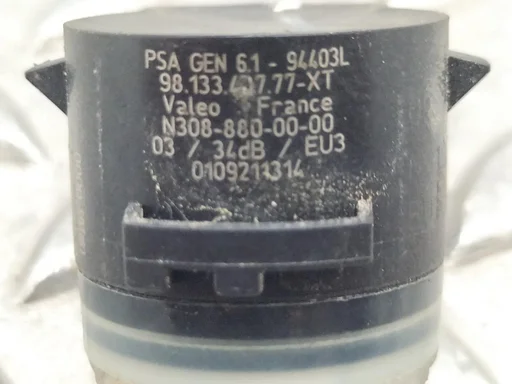 PSA GEN 6.1 - 94403L
Valeo France
N308-880-00-00
03 / 34dB / EU3
0109211314